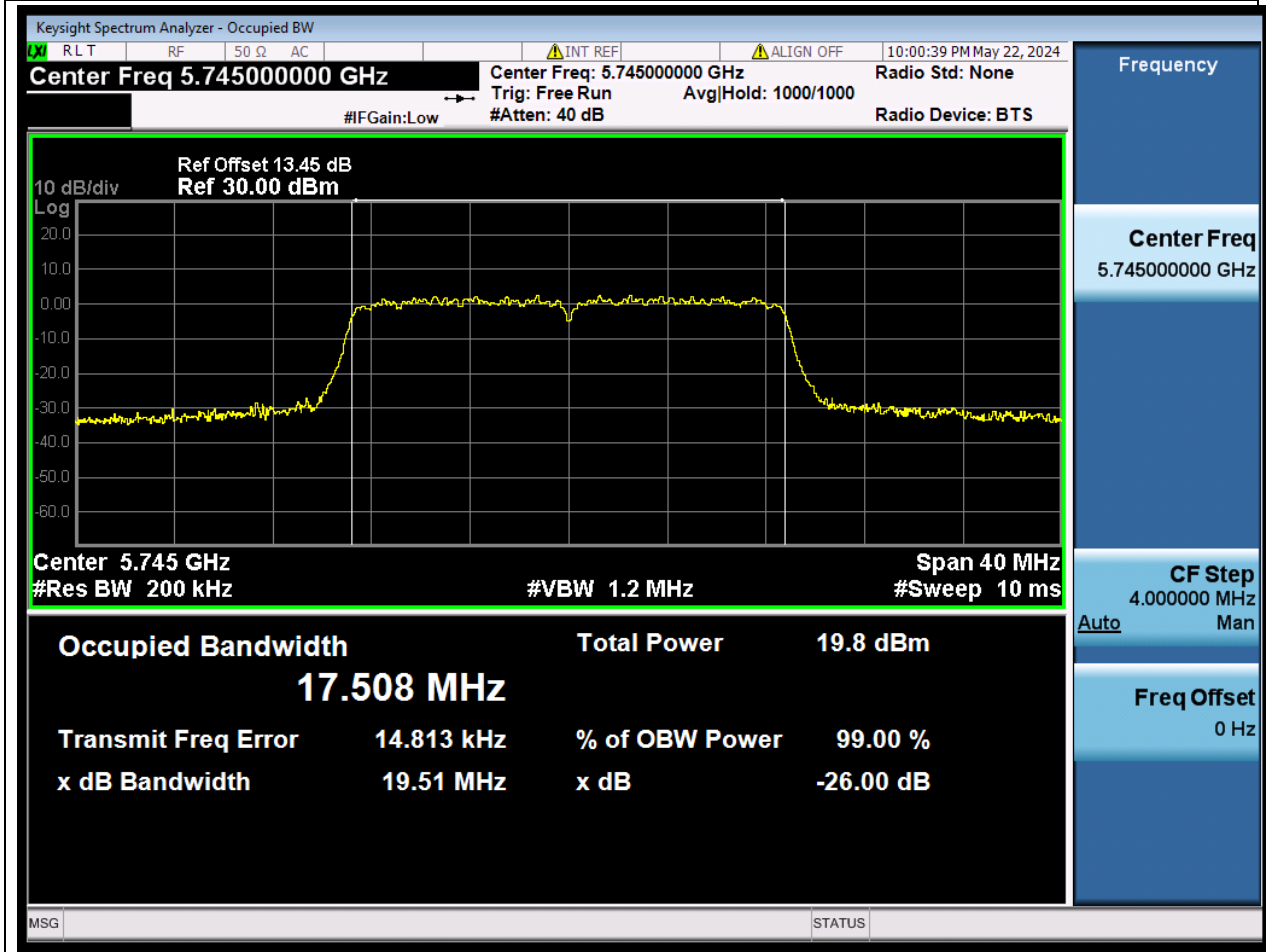 Keysight Spectrum Analyzer - Occupied BW
LXI RLT RF 50 Ω AC INT REF ALIGN OFF 10:00:39 PM May 22, 2024
Center Freq 5.745000000 GHz
Center Freq: 5.745000000 GHz Radio Std: None
Trig: Free Run Avg|Hold: 1000/1000
#IFGain:Low #Atten: 40 dB Radio Device: BTS
Ref Offset 13.45 dB
10 dB/div Ref 30.00 dBm
Log
20.0
10.0
0.00
-10.0
-20.0
-30.0
-40.0
-50.0
-60.0
Center 5.745 GHz Span 40 MHz
#Res BW 200 kHz #VBW 1.2 MHz #Sweep 10 ms
Occupied Bandwidth Total Power 19.8 dBm
17.508 MHz
Transmit Freq Error 14.813 kHz % of OBW Power 99.00 %
x dB Bandwidth 19.51 MHz x dB -26.00 dB
MSG STATUS
Frequency
Center Freq
5.745000000 GHz
CF Step
4.000000 MHz
Auto Man
Freq Offset
0 Hz